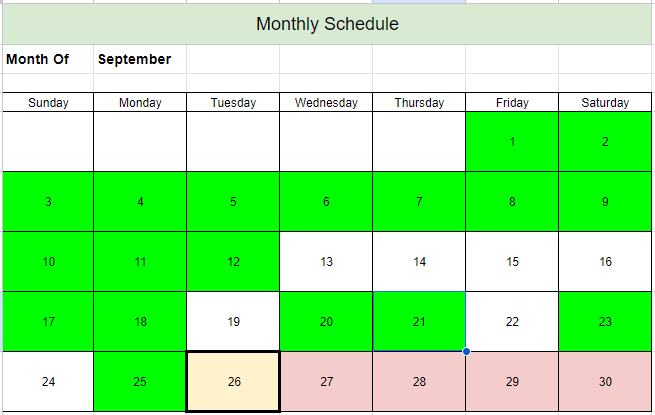 Monthly Schedule
Month Of September
Sunday Monday Tuesday Wednesday Thursday Friday Saturday
1 2
3 4 5 6 7 8 9
10 11 12 13 14 15 16
17 18 19 20 21 22 23
24 25 26 27 28 29 30